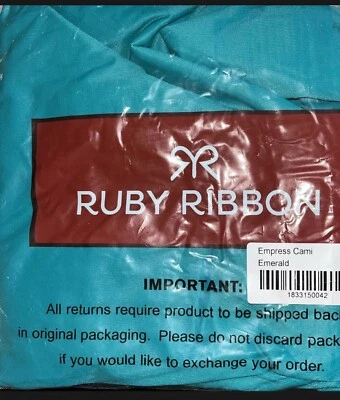 RUBY RIBBON
Empress Cami
Emerald
1833150042
IMPORTANT:
All returns require product to be shipped bac
in original packaging. Please do not discard pack
if you would like to exchange your order.